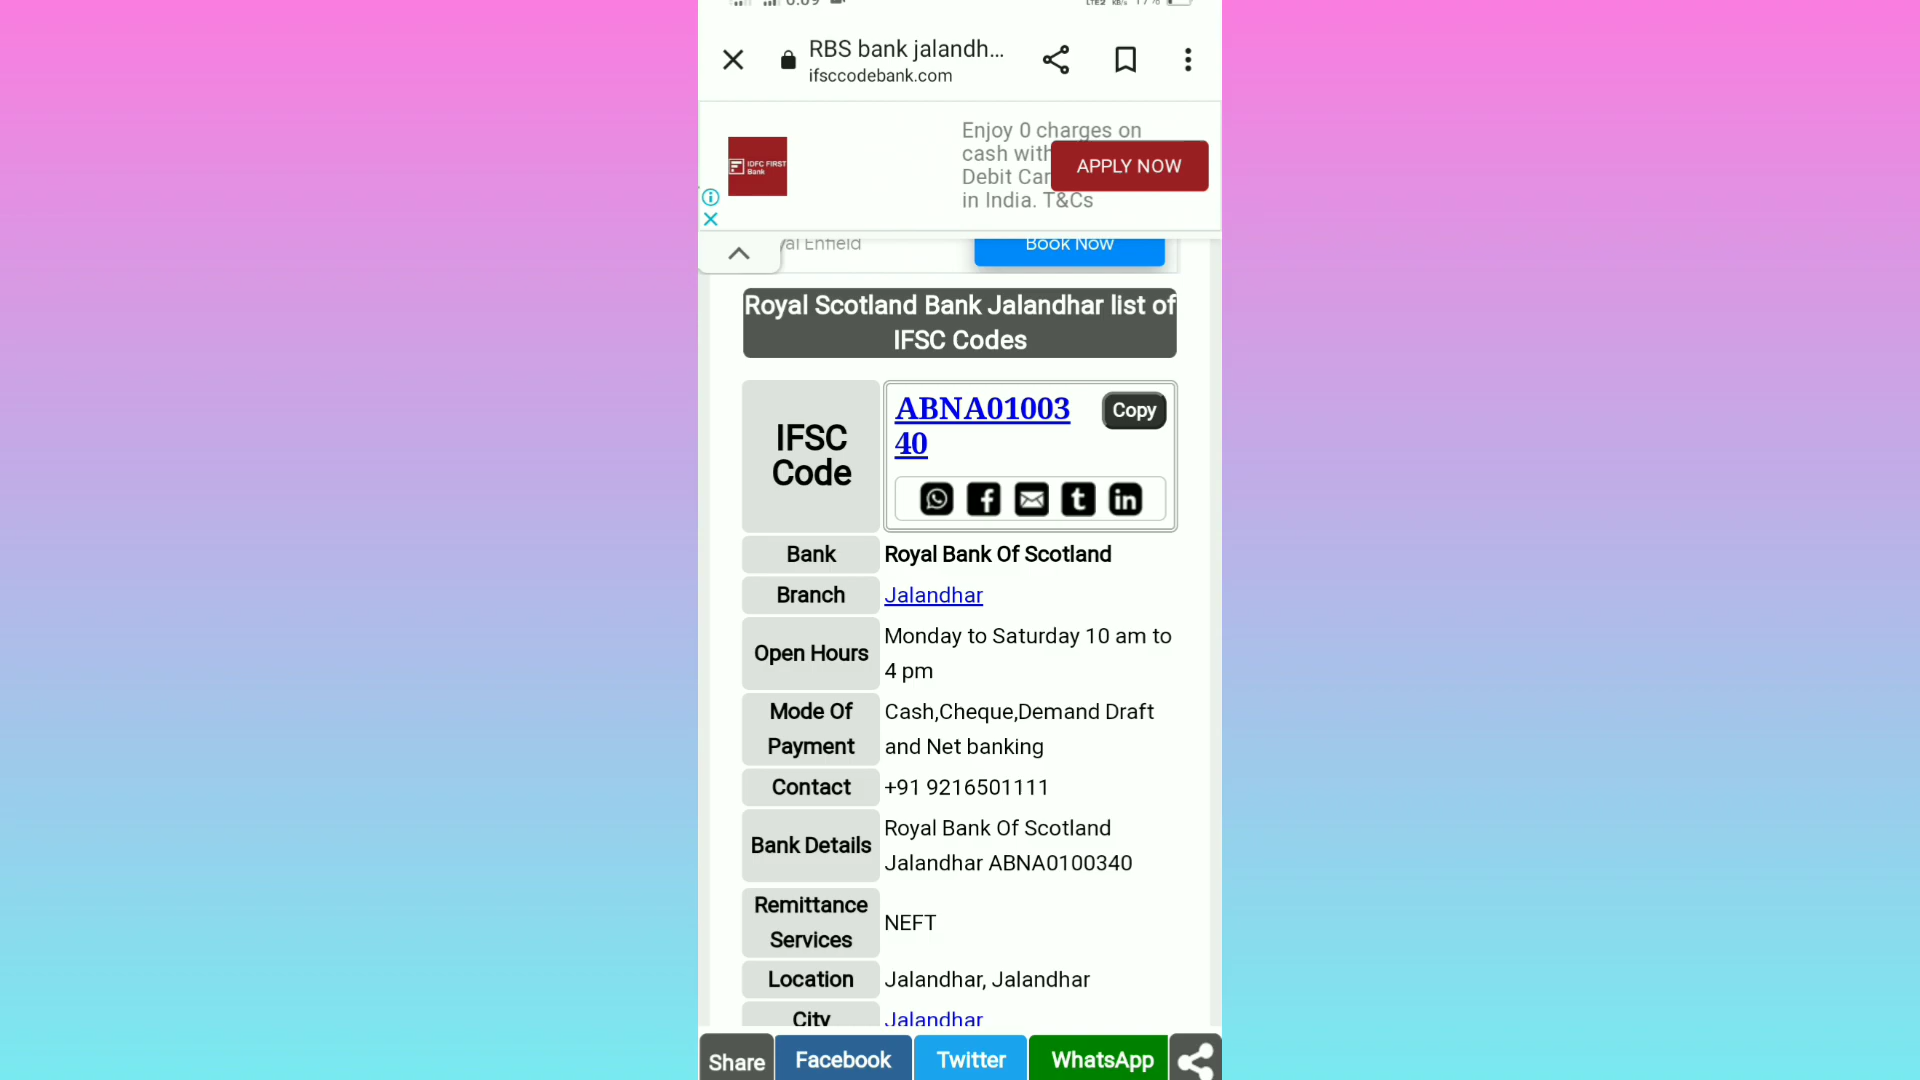 RBS bank jalandh...
ifsccodebank.com
Enjoy 0 charges on
cash with
Debit Car
in India. T&Cs
APPLY NOW
IDFC FIRST
Bank
Enfield
Book Now
Royal Scotland Bank Jalandhar list of
IFSC Codes
IFSC
Code
ABNA01003
40
Copy
Bank
Royal Bank Of Scotland
Branch
Jalandhar
Open Hours
Monday to Saturday 10 am to
4 pm
Mode Of
Payment
Cash,Cheque,Demand Draft
and Net banking
Contact
+91 9216501111
Bank Details
Royal Bank Of Scotland
Jalandhar ABNA0100340
Remittance
Services
NEFT
Location
Jalandhar, Jalandhar
City
Jalandhar
Share
Facebook
Twitter
WhatsApp